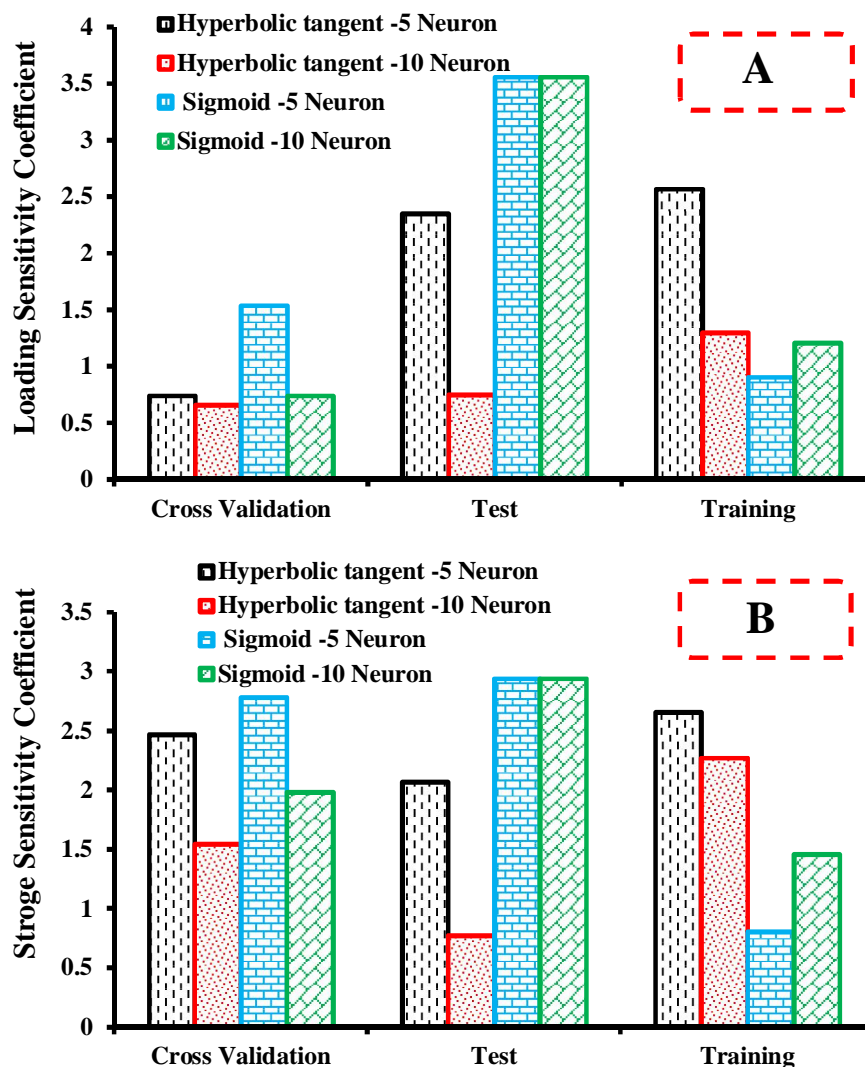 Hyperbolic tangent -5 Neuron
Hyperbolic tangent -10 Neuron
Sigmoid -5 Neuron
Sigmoid -10 Neuron
A
Loading Sensitivity Coefficient
4
3.5
3
2.5
2
1.5
1
0.5
0
Cross Validation
Test
Training
Hyperbolic tangent -5 Neuron
Hyperbolic tangent -10 Neuron
Sigmoid -5 Neuron
Sigmoid -10 Neuron
B
Stroge Sensitivity Coefficient
3.5
3
2.5
2
1.5
1
0.5
0
Cross Validation
Test
Training